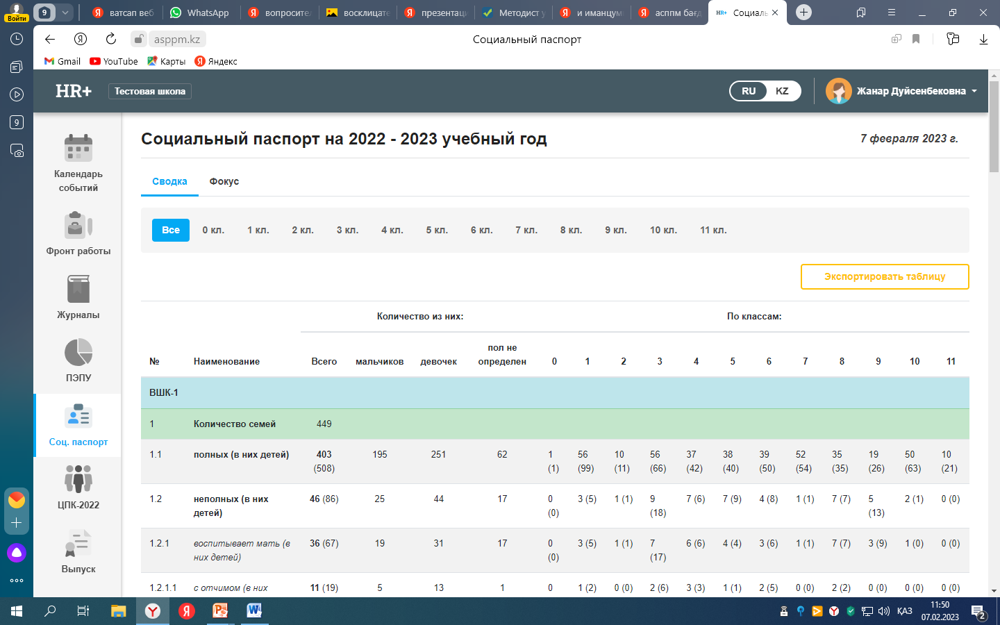 9
ватсап веб
WhatsApp
вопросител
восклицате
презентаци
Методист у
и иманцум
асппм бағд
HR+ Социаль
Войти
asppm.kz
Социальный паспорт
Gmail
YouTube
Карты
Яндекс
9
HR+
Тестовая школа
RU
KZ
Жанар Дуйсенбековна
Календарь
событий
Фронт работы
Журналы
ПЭПУ
Соц. паспорт
ЦПК-2022
Выпуск
Социальный паспорт на 2022 - 2023 учебный год
7 февраля 2023 г.
Сводка
Фокус
Все 0 кл. 1 кл. 2 кл. 3 кл. 4 кл. 5 кл. 6 кл. 7 кл. 8 кл. 9 кл. 10 кл. 11 кл.
Экспортировать таблицу
Количество из них: По классам:
№ Наименование Всего мальчиков девочек пол не определен 0 1 2 3 4 5 6 7 8 9 10 11
ВШК-1
1 Количество семей 449
1.1 полных (в них детей) 403 195 251 62 1 56 10 56 37 38 39 52 35 19 50 10
(508) (1) (99) (11) (66) (42) (40) (50) (54) (35) (26) (63) (21)
1.2 неполных (в них 46 (86) 25 44 17 0 3 (5) 1 (1) 9 7 (6) 7 (9) 4 (8) 1 (1) 7 (7) 5 2 (1) 0 (0)
детей) (0) (18) (13)
1.2.1 воспитывает мать (в 36 (67) 19 31 17 0 3 (5) 1 (1) 7 6 (6) 4 (4) 3 (6) 1 (1) 7 (7) 3 (9) 1 (0) 0 (0)
них детей) (0) (17)
1.2.1.1 с отчимом (в них 11 (19) 5 13 1 0 1 (2) 0 (0) 2 (6) 3 (3) 1 (1) 2 (5) 0 (0) 2 (2) 0 (0) 0 (0) 0 (0)
ҚАЗ
11:50
07.02.2023
2